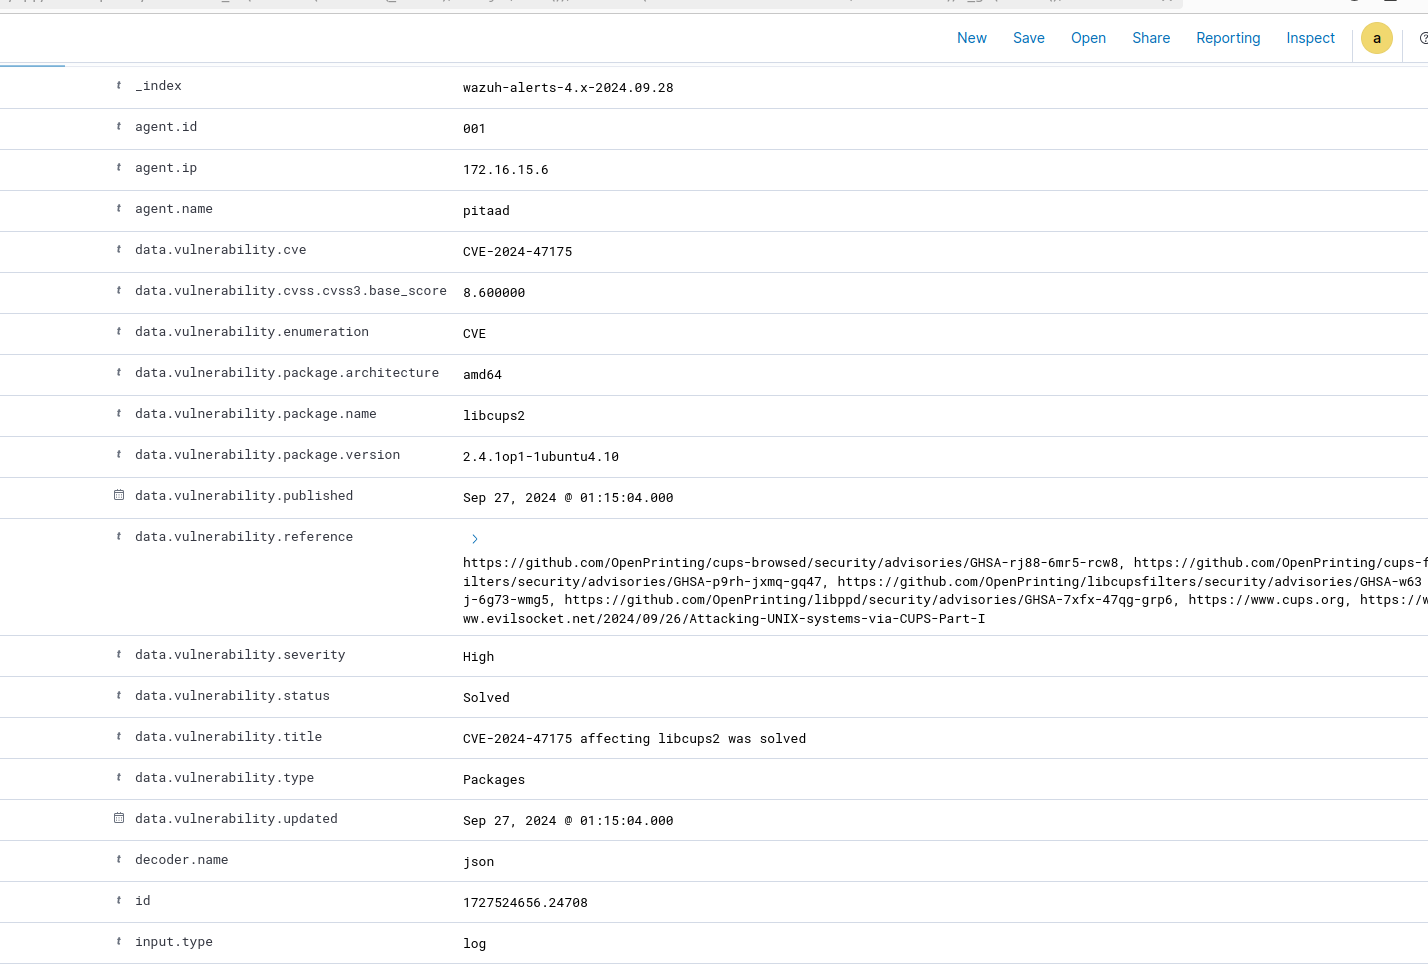 New Save Open Share Reporting Inspect a
t _index wazuh-alerts-4.x-2024.09.28
t agent.id 001
t agent.ip 172.16.15.6
t agent.name pitaad
t data.vulnerability.cve CVE-2024-47175
t data.vulnerability.cvss.cvss3.base_score 8.600000
t data.vulnerability.enumeration CVE
t data.vulnerability.package.architecture amd64
t data.vulnerability.package.name libcups2
t data.vulnerability.package.version 2.4.1op1-1ubuntu4.10
data.vulnerability.published Sep 27, 2024 @ 01:15:04.000
t data.vulnerability.reference
https://github.com/OpenPrinting/cups-browsed/security/advisories/GHSA-rj88-6mr5-rcw8, https://github.com/OpenPrinting/cups-f
ilters/security/advisories/GHSA-p9rh-jxmq-gq47, https://github.com/OpenPrinting/libcupsfilters/security/advisories/GHSA-w63
j-6g73-wmg5, https://github.com/OpenPrinting/libppd/security/advisories/GHSA-7xfx-47qg-grp6, https://www.cups.org, https://w
ww.evilsocket.net/2024/09/26/Attacking-UNIX-systems-via-CUPS-Part-I
t data.vulnerability.severity High
t data.vulnerability.status Solved
t data.vulnerability.title CVE-2024-47175 affecting libcups2 was solved
t data.vulnerability.type Packages
data.vulnerability.updated Sep 27, 2024 @ 01:15:04.000
t decoder.name json
t id 1727524656.24708
t input.type log